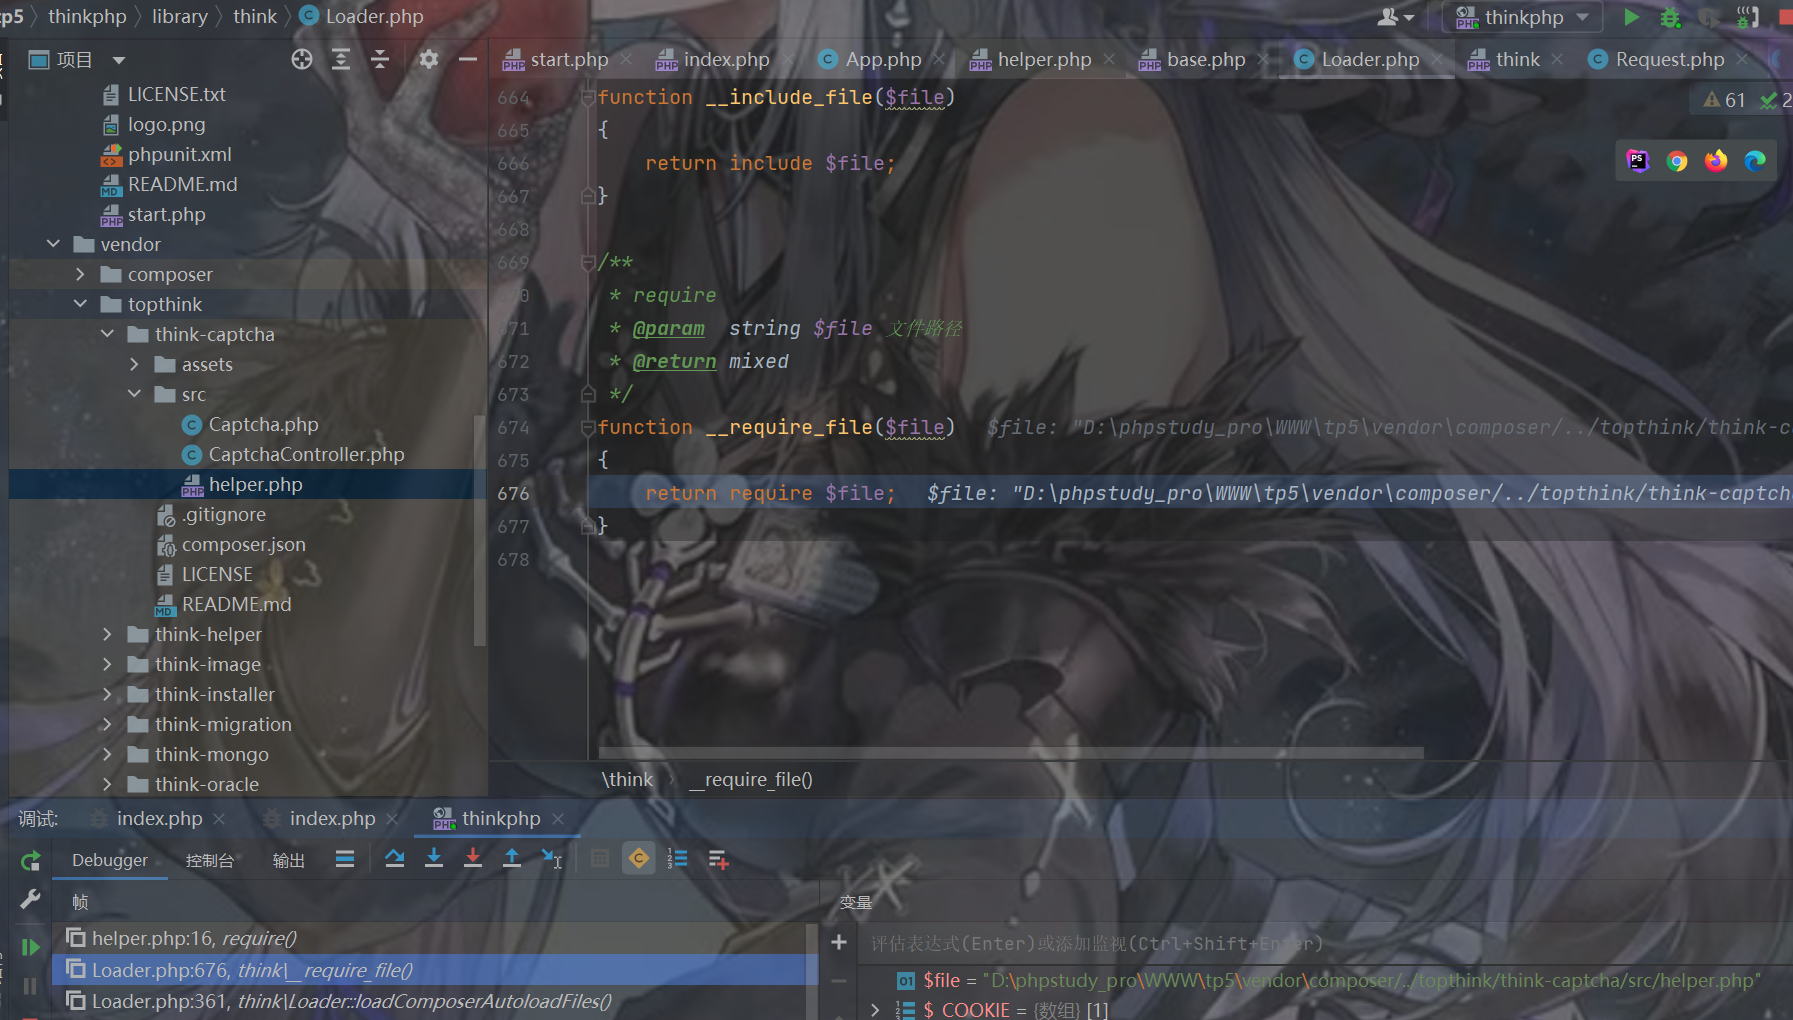 tp5 thinkphp library think Loader.php
thinkphp
项目
start.php index.php App.php helper.php base.php Loader.php think Request.php
LICENSE.txt
logo.png
phpunit.xml
README.md
start.php
vendor
composer
topthink
think-captcha
assets
src
Captcha.php
CaptchaController.php
helper.php
.gitignore
composer.json
LICENSE
README.md
think-helper
think-image
think-installer
think-migration
think-mongo
think-oracle
61 2
664 function __include_file($file)
665 {
666 return include $file;
667 }
668
669 /**
670 * require
671 * @param string $file 文件路径
672 * @return mixed
673 */
674 function __require_file($file) $file: "D:\phpstudy_pro\WWW\tp5\vendor\composer/../topthink/think-c
675 {
676 return require $file; $file: "D:\phpstudy_pro\WWW\tp5\vendor\composer/../topthink/think-captch
677 }
678
\think __require_file()
调试: index.php index.php thinkphp
Debugger 控制台 输出
帧
helper.php:16, require()
Loader.php:676, think\__require_file()
Loader.php:361, think\Loader::loadComposerAutoloadFiles()
变量
评估表达式(Enter)或添加监视(Ctrl+Shift+Enter)
$file = "D:\phpstudy_pro\WWW\tp5\vendor\composer/../topthink/think-captcha/src/helper.php"
$_COOKIE = {数组} [1]